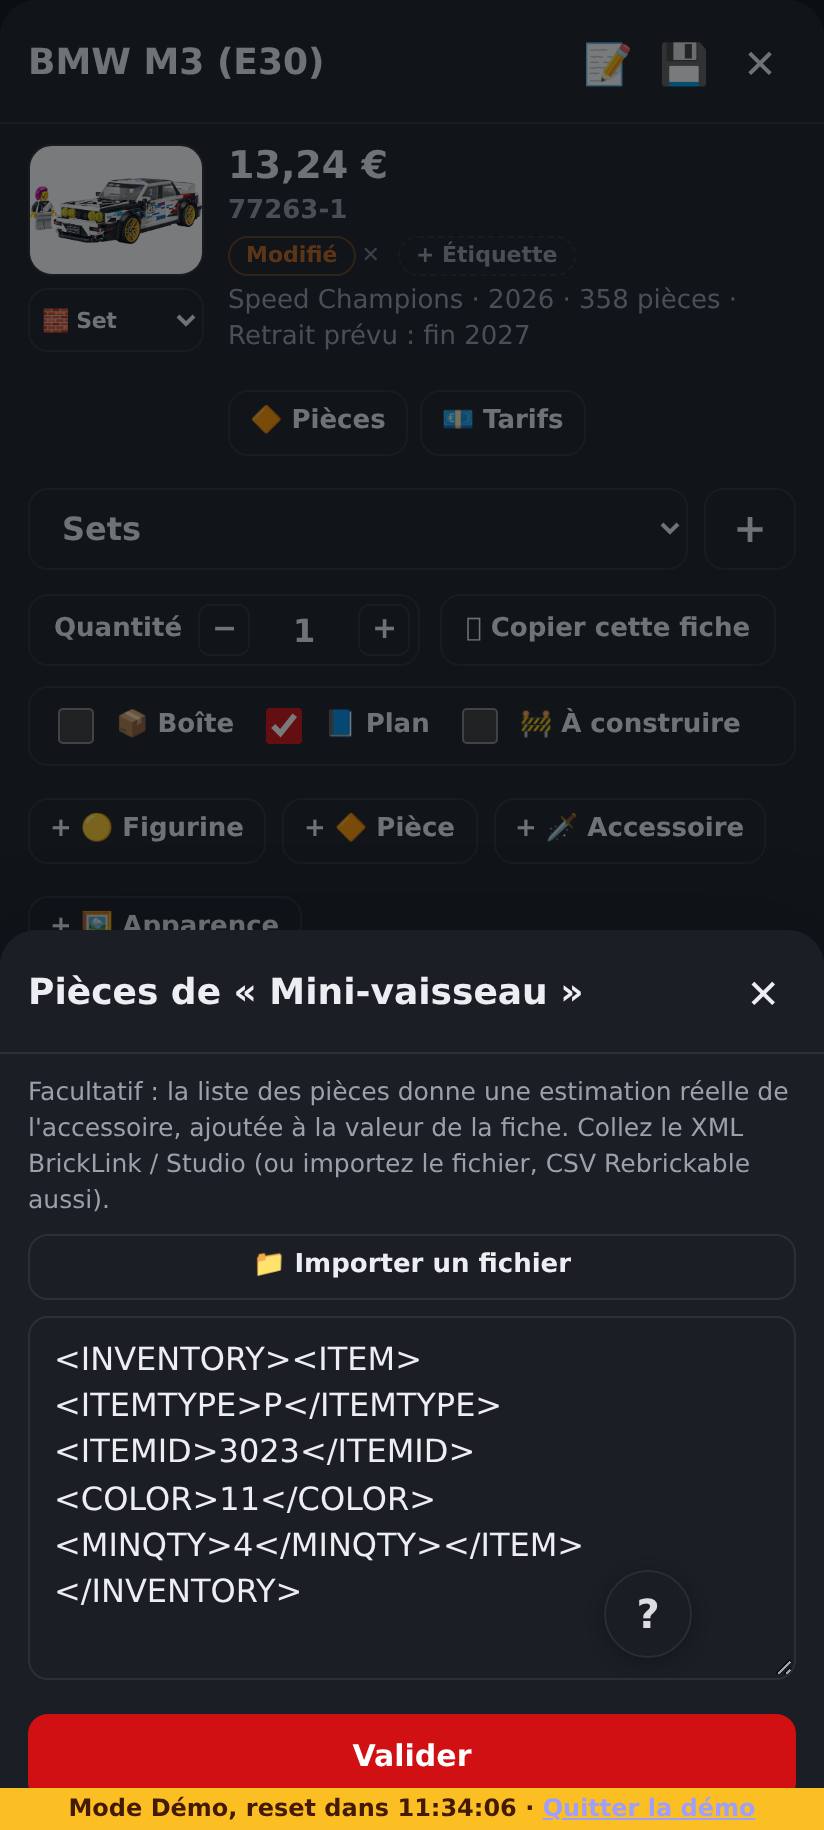 BMW M3 (E30)
13,24 €
77263-1
Modifié × + Étiquette
Set
Speed Champions · 2026 · 358 pièces ·
Retrait prévu : fin 2027
Pièces
Tarifs
Sets
+
Quantité − 1 +
Copier cette fiche
Boîte Plan À construire
+ Figurine + Pièce + Accessoire
+ Apparence
Pièces de « Mini-vaisseau »
Facultatif : la liste des pièces donne une estimation réelle de
l'accessoire, ajoutée à la valeur de la fiche. Collez le XML
BrickLink / Studio (ou importez le fichier, CSV Rebrickable
aussi).
Importer un fichier
<INVENTORY><ITEM>
<ITEMTYPE>P</ITEMTYPE>
<ITEMID>3023</ITEMID>
<COLOR>11</COLOR>
<MINQTY>4</MINQTY></ITEM>
</INVENTORY>
?
Valider
Mode Démo, reset dans 11:34:06 · Quitter la démo